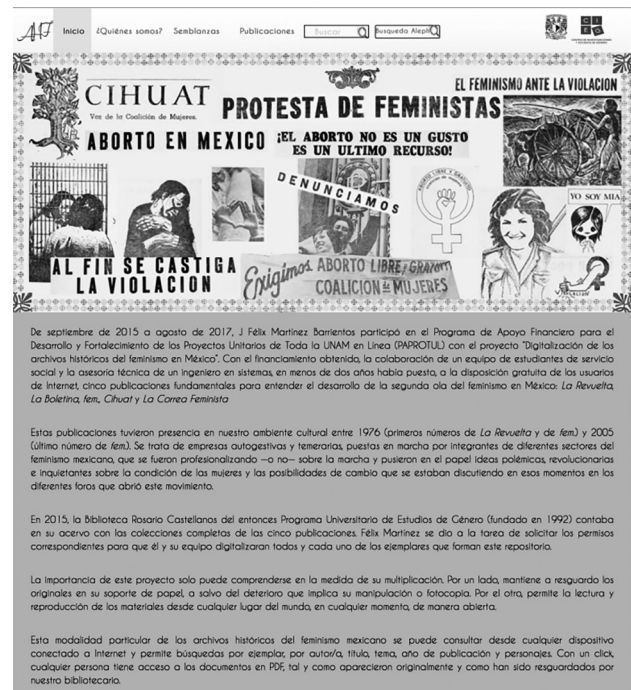 AHF
Inicio
¿Quiénes somos?
Semblanzas
Publicaciones
Buscar
Busqueda Aleph
CIHUAT
Voz de la Coalición de Mujeres.
PROTESTA DE FEMINISTAS
EL FEMINISMO ANTE LA VIOLACION
ABORTO EN MEXICO
¡EL ABORTO NO ES UN GUSTO
ES UN ULTIMO RECURSO!
DENUNCIAMOS
ABORTO LIBRE Y GRATUITO
YO SOY MIA
AL FIN SE CASTIGA
LA VIOLACION
Exigimos ABORTO LIBRE/GRATUITO
COALICION de MUJERES
VIOLACION
De septiembre de 2015 a agosto de 2017, J Félix Martínez Barrientos participó en el Programa de Apoyo Financiero para el
Desarrollo y Fortalecimiento de los Proyectos Unitarios de Toda la UNAM en Línea (PAPROTUL) con el proyecto "Digitalización de los
archivos históricos del feminismo en México". Con el financiamiento obtenido, la colaboración de un equipo de estudiantes de servicio
social y la asesoría técnica de un ingeniero en sistemas, en menos de dos años había puesto, a la disposición gratuita de los usuarios
de Internet, cinco publicaciones fundamentales para entender el desarrollo de la segunda ola del feminismo en México: La Revuelta,
La Boletina, fem., Cihuat y La Correa Feminista
Estas publicaciones tuvieron presencia en nuestro ambiente cultural entre 1976 (primeros números de La Revuelta y de fem.) y 2005
(último número de fem.). Se trata de empresas autogestivas y temerarias, puestas en marcha por integrantes de diferentes sectores del
feminismo mexicano, que se fueron profesionalizando —o no— sobre la marcha y pusieron en el papel ideas polémicas, revolucionarias
e inquietantes sobre la condición de las mujeres y las posibilidades de cambio que se estaban discutiendo en esos momentos en los
diferentes foros que abrió este movimiento.
En 2015, la Biblioteca Rosario Castellanos del entonces Programa Universitario de Estudios de Género (fundado en 1992) contaba
en su acervo con las colecciones completas de las cinco publicaciones. Félix Martínez se dio a la tarea de solicitar los permisos
correspondientes para que él y su equipo digitalizaran todos y cada uno de los ejemplares que forman este repositorio.
La importancia de este proyecto solo puede comprenderse en la medida de su multiplicación. Por un lado, mantiene a resguardo los
originales en su soporte de papel, a salvo del deterioro que implica su manipulación o fotocopia. Por el otro, permite la lectura y
reproducción de los materiales desde cualquier lugar del mundo, en cualquier momento, de manera abierta.
Esta modalidad particular de los archivos históricos del feminismo mexicano se puede consultar desde cualquier dispositivo
conectado a Internet y permite búsquedas por ejemplar, por autor/a, título, tema, año de publicación y personajes. Con un click,
cualquier persona tiene acceso a los documentos en PDF, tal y como aparecieron originalmente y como han sido resguardados por
nuestro bibliotecario.